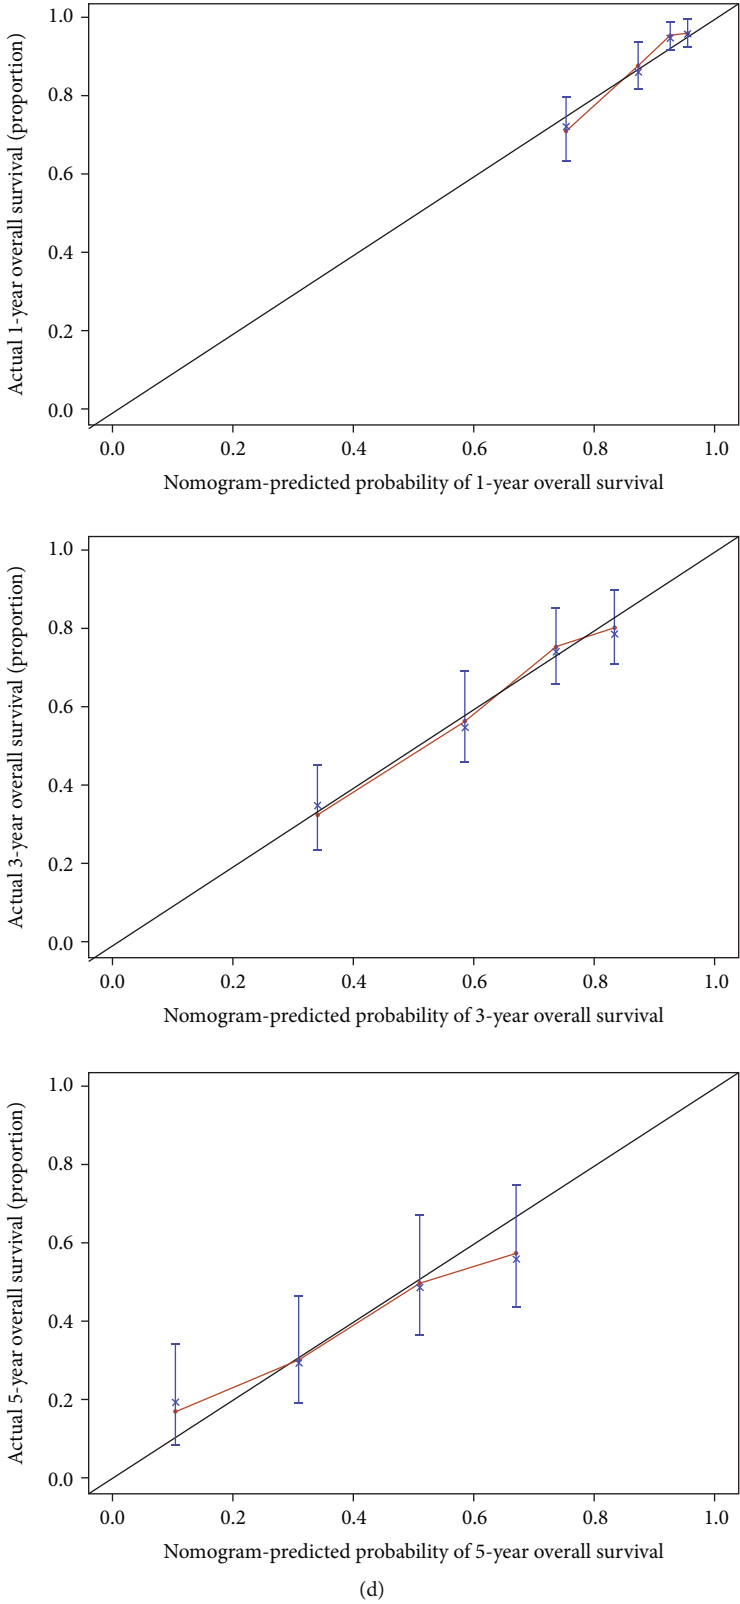 Actual 1-year overall survival (proportion)
1.0
0.8
0.6
0.4
0.2
0.0
0.0 0.2 0.4 0.6 0.8 1.0
Nomogram-predicted probability of 1-year overall survival
Actual 3-year overall survival (proportion)
1.0
0.8
0.6
0.4
0.2
0.0
0.0 0.2 0.4 0.6 0.8 1.0
Nomogram-predicted probability of 3-year overall survival
Actual 5-year overall survival (proportion)
1.0
0.8
0.6
0.4
0.2
0.0
0.0 0.2 0.4 0.6 0.8 1.0
Nomogram-predicted probability of 5-year overall survival
(d)